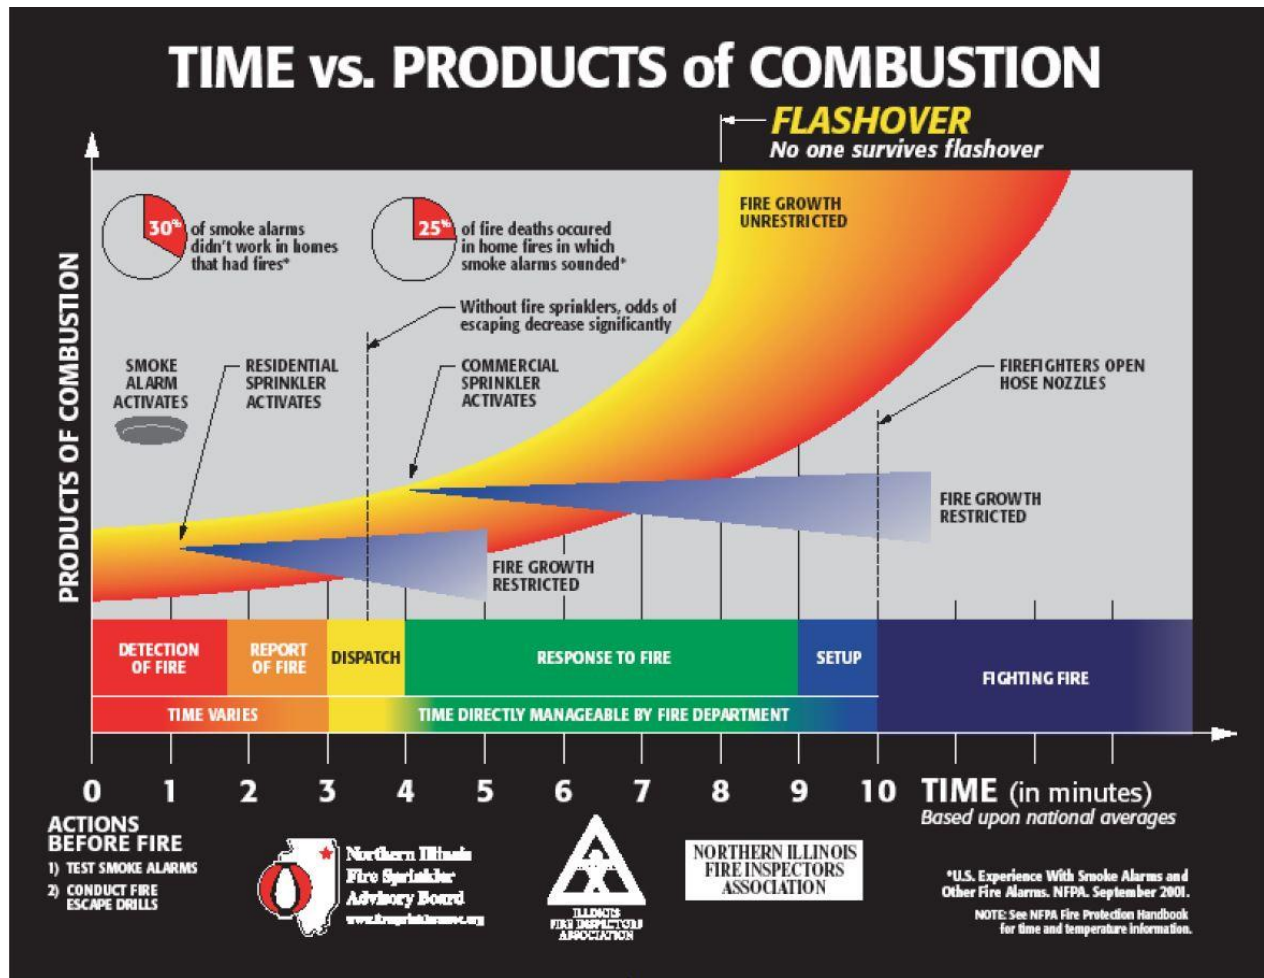 TIME vs. PRODUCTS of COMBUSTION
FLASHOVER
No one survives flashover
PRODUCTS OF COMBUSTION
30%
of smoke alarms
didn't work in homes
that had fires*
25%
of fire deaths occured
in home fires in which
smoke alarms sounded*
FIRE GROWTH
UNRESTRICTED
Without fire sprinklers, odds of
escaping decrease significantly
SMOKE
ALARM
ACTIVATES
RESIDENTIAL
SPRINKLER
ACTIVATES
COMMERCIAL
SPRINKLER
ACTIVATES
FIREFIGHTERS OPEN
HOSE NOZZLES
FIRE GROWTH
RESTRICTED
FIRE GROWTH
RESTRICTED
DETECTION
OF FIRE
REPORT
OF FIRE
DISPATCH
RESPONSE TO FIRE
SETUP
FIGHTING FIRE
TIME VARIES
TIME DIRECTLY MANAGEABLE BY FIRE DEPARTMENT
0 1 2 3 4 5 6 7 8 9 10 TIME (in minutes)
Based upon national averages
ACTIONS
BEFORE FIRE
1) TEST SMOKE ALARMS
2) CONDUCT FIRE
ESCAPE DRILLS
Northern Illinois
Fire Sprinkler
Advisory Board
ILLINOIS
FIRE INSPECTORS
ASSOCIATION
NORTHERN ILLINOIS
FIRE INSPECTORS
ASSOCIATION
*U.S. Experience With Smoke Alarms and
Other Fire Alarms. NFPA. September 2001.
NOTE: See NFPA Fire Protection Handbook
for time and temperature information.